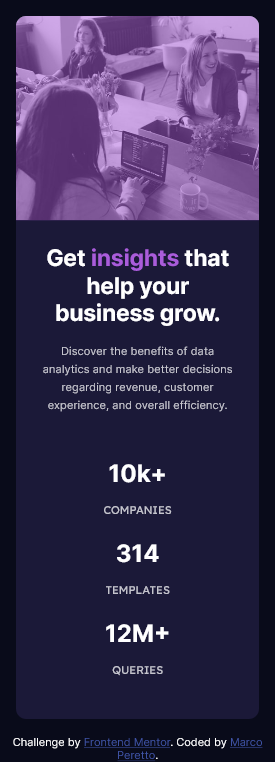 Get insights that
help your
business grow.
Discover the benefits of data
analytics and make better decisions
regarding revenue, customer
experience, and overall efficiency.
10k+
COMPANIES
314
TEMPLATES
12M+
QUERIES
Challenge by Frontend Mentor. Coded by Marco
Peretto.